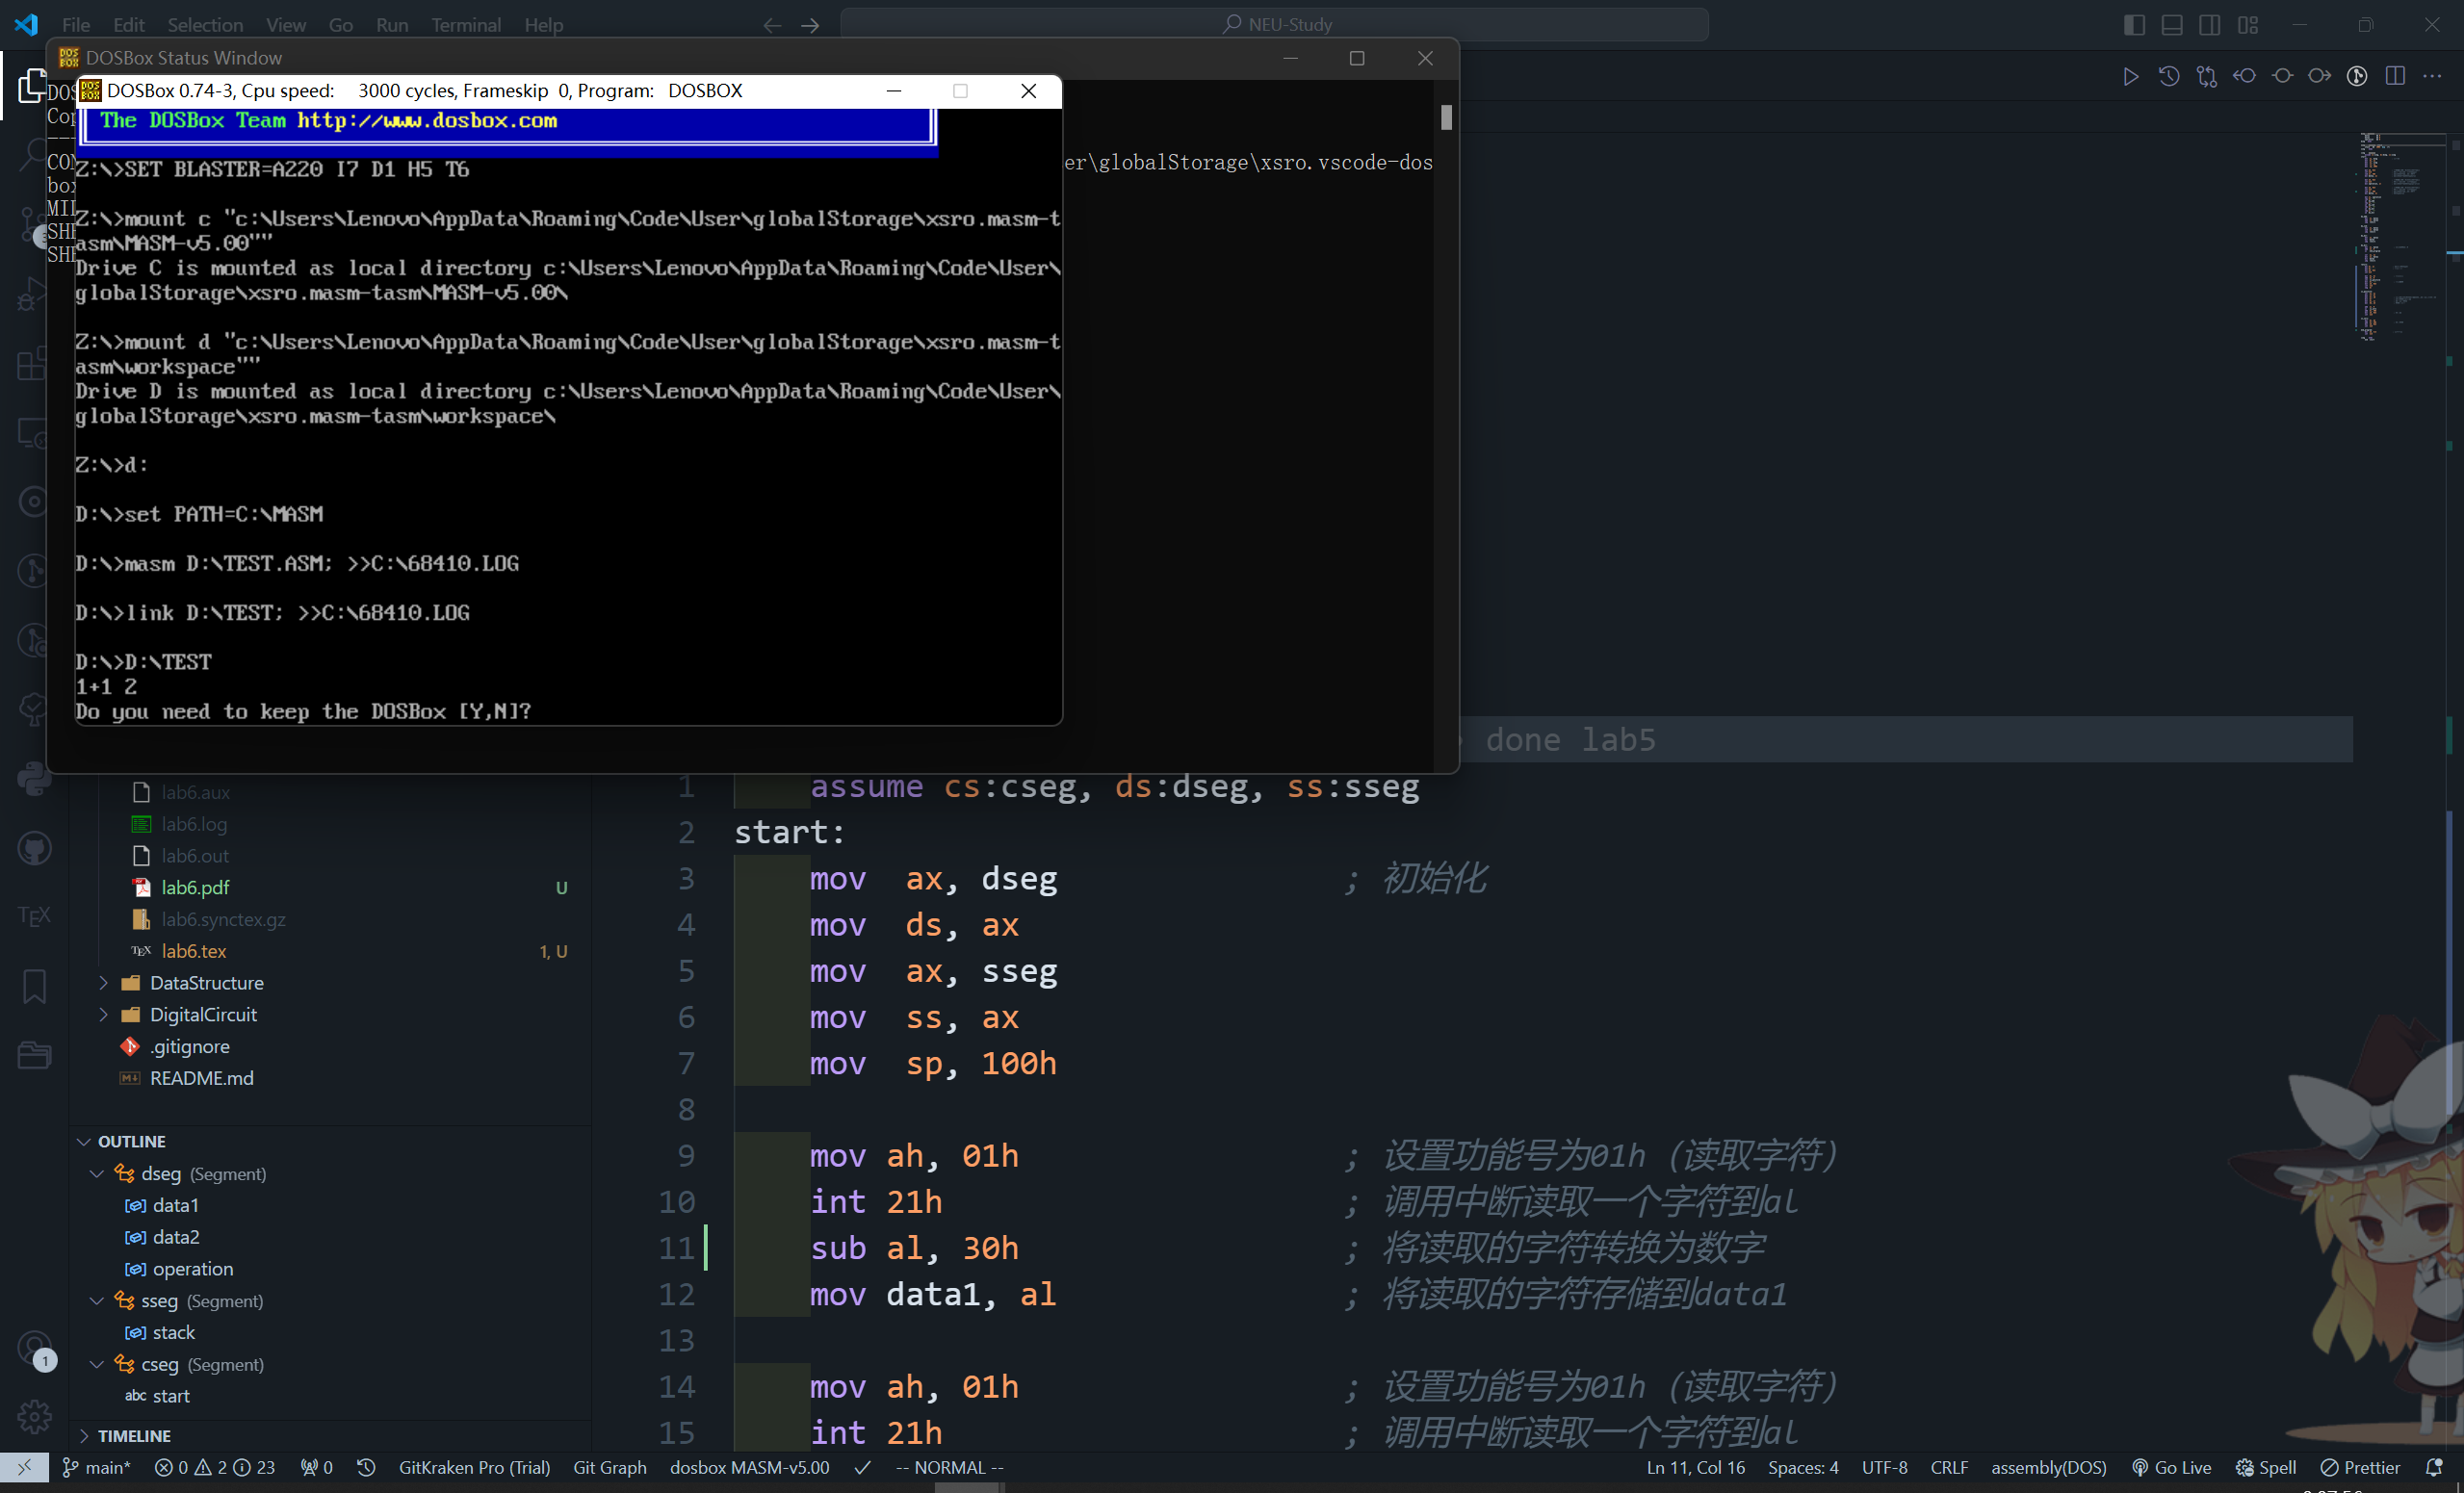 File Edit Selection View Go Run Terminal Help
NEU-Study
DOSBox Status Window
DOSBox 0.74-3, Cpu speed: 3000 cycles, Frameskip 0, Program: DOSBOX
The DOSBox Team http://www.dosbox.com
Z:\>SET BLASTER=A220 I7 D1 H5 T6
er\globalStorage\xsro.vscode-dos
Z:\>mount c "c:\Users\Lenovo\AppData\Roaming\Code\User\globalStorage\xsro.masm-t
asm\MASM-v5.00""
Drive C is mounted as local directory c:\Users\Lenovo\AppData\Roaming\Code\User\
globalStorage\xsro.masm-tasm\MASM-v5.00\
Z:\>mount d "c:\Users\Lenovo\AppData\Roaming\Code\User\globalStorage\xsro.masm-t
asm\workspace""
Drive D is mounted as local directory c:\Users\Lenovo\AppData\Roaming\Code\User\
globalStorage\xsro.masm-tasm\workspace\
Z:\>d:
D:\>set PATH=C:\MASM
D:\>masm D:\TEST.ASM; >>C:\68410.LOG
D:\>link D:\TEST; >>C:\68410.LOG
D:\>D:\TEST
1+1 2
Do you need to keep the DOSBox [Y,N]?
done lab5
lab6.aux
lab6.log
lab6.out
lab6.pdf U
lab6.synctex.gz
TEX lab6.tex 1, U
DataStructure
DigitalCircuit
.gitignore
README.md
OUTLINE
dseg (Segment)
data1
data2
operation
sseg (Segment)
stack
cseg (Segment)
abc start
TIMELINE
1 assume cs:cseg, ds:dseg, ss:sseg
2 start:
3 mov ax, dseg ; 初始化
4 mov ds, ax
5 mov ax, sseg
6 mov ss, ax
7 mov sp, 100h
8
9 mov ah, 01h ; 设置功能号为01h (读取字符)
10 int 21h ; 调用中断读取一个字符到al
11 sub al, 30h ; 将读取的字符转换为数字
12 mov data1, al ; 将读取的字符存储到data1
13
14 mov ah, 01h ; 设置功能号为01h (读取字符)
15 int 21h ; 调用中断读取一个字符到al
TEX
1
main* 0 2 23 0 GitKraken Pro (Trial) Git Graph dosbox MASM-v5.00 -- NORMAL -- Ln 11, Col 16 Spaces: 4 UTF-8 CRLF assembly(DOS) Go Live Spell Prettier